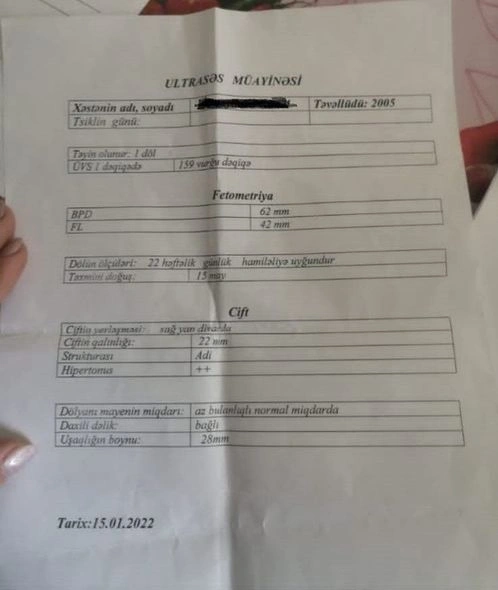 ULTRASƏS MÜAYİNƏSİ
Xəstənin adı, soyadı Təvəllüdü: 2005
Tsiklin günü:
Təyin olunur: 1 döl
ÜVS 1 dəqiqədə 159 vurğu dəqiqə
Fetometriya
BPD 62 mm
FL 42 mm
Dölün ölçüləri: 22 həftəlik günlük hamiləliyə uyğundur
Təxmini doğuş: 15 may
Cift
Ciftin yerləşməsi: sağ yan divarda
Ciftin qalınlığı: 22 mm
Strukturası Adi
Hipertonus ++
Dölyanı mayenin miqdarı: az bulanlıqlı normal miqdarda
Daxili dəlik: bağlı
Uşaqlığın boynu: 28mm
Tarix:15.01.2022